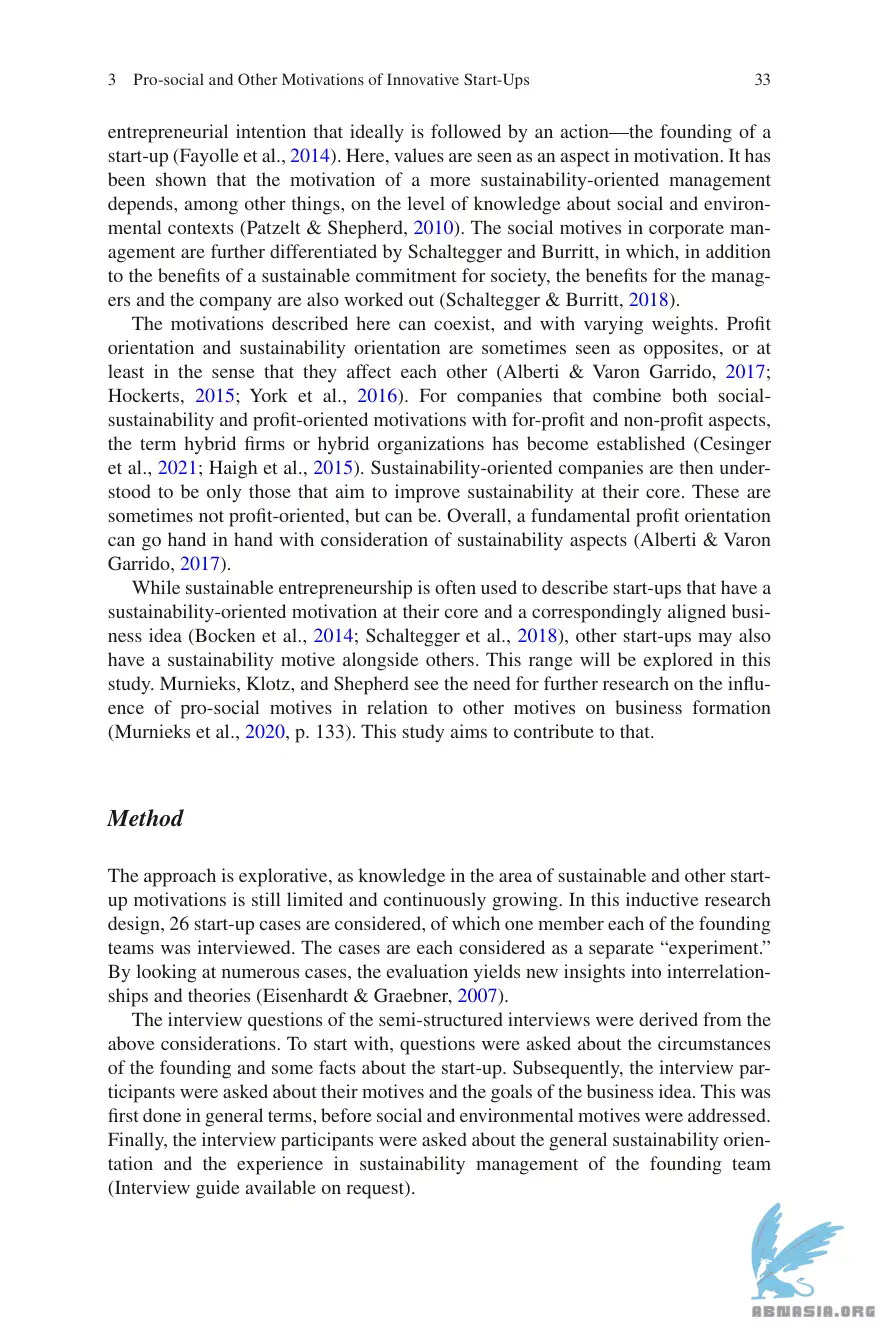 3 Pro-social and Other Motivations of Innovative Start-Ups 33
entrepreneurial intention that ideally is followed by an action—the founding of a
start-up (Fayolle et al., 2014). Here, values are seen as an aspect in motivation. It has
been shown that the motivation of a more sustainability-oriented management
depends, among other things, on the level of knowledge about social and environ-
mental contexts (Patzelt & Shepherd, 2010). The social motives in corporate man-
agement are further differentiated by Schaltegger and Burritt, in which, in addition
to the benefits of a sustainable commitment for society, the benefits for the manag-
ers and the company are also worked out (Schaltegger & Burritt, 2018).
The motivations described here can coexist, and with varying weights. Profit
orientation and sustainability orientation are sometimes seen as opposites, or at
least in the sense that they affect each other (Alberti & Varon Garrido, 2017;
Hockerts, 2015; York et al., 2016). For companies that combine both social-
sustainability and profit-oriented motivations with for-profit and non-profit aspects,
the term hybrid firms or hybrid organizations has become established (Cesinger
et al., 2021; Haigh et al., 2015). Sustainability-oriented companies are then under-
stood to be only those that aim to improve sustainability at their core. These are
sometimes not profit-oriented, but can be. Overall, a fundamental profit orientation
can go hand in hand with consideration of sustainability aspects (Alberti & Varon
Garrido, 2017).
While sustainable entrepreneurship is often used to describe start-ups that have a
sustainability-oriented motivation at their core and a correspondingly aligned busi-
ness idea (Bocken et al., 2014; Schaltegger et al., 2018), other start-ups may also
have a sustainability motive alongside others. This range will be explored in this
study. Murnieks, Klotz, and Shepherd see the need for further research on the influ-
ence of pro-social motives in relation to other motives on business formation
(Murnieks et al., 2020, p. 133). This study aims to contribute to that.
Method
The approach is explorative, as knowledge in the area of sustainable and other start-
up motivations is still limited and continuously growing. In this inductive research
design, 26 start-up cases are considered, of which one member each of the founding
teams was interviewed. The cases are each considered as a separate “experiment.”
By looking at numerous cases, the evaluation yields new insights into interrelation-
ships and theories (Eisenhardt & Graebner, 2007).
The interview questions of the semi-structured interviews were derived from the
above considerations. To start with, questions were asked about the circumstances
of the founding and some facts about the start-up. Subsequently, the interview par-
ticipants were asked about their motives and the goals of the business idea. This was
first done in general terms, before social and environmental motives were addressed.
Finally, the interview participants were asked about the general sustainability orien-
tation and the experience in sustainability management of the founding team
(Interview guide available on request).
ABNASIA.ORG